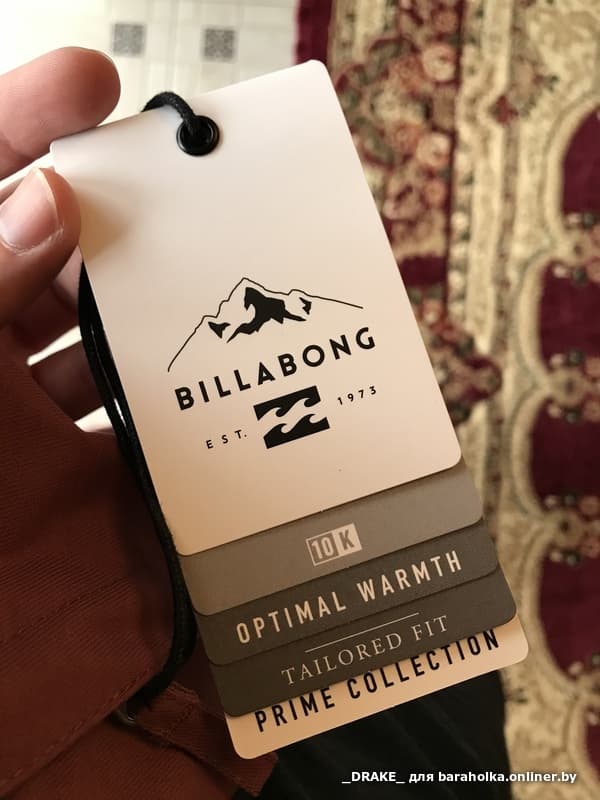 BILLABONG
EST. 1973
10K
OPTIMAL WARMTH
TAILORED FIT
PRIME COLLECTION
_DRAKE_ для baraholka.onliner.by